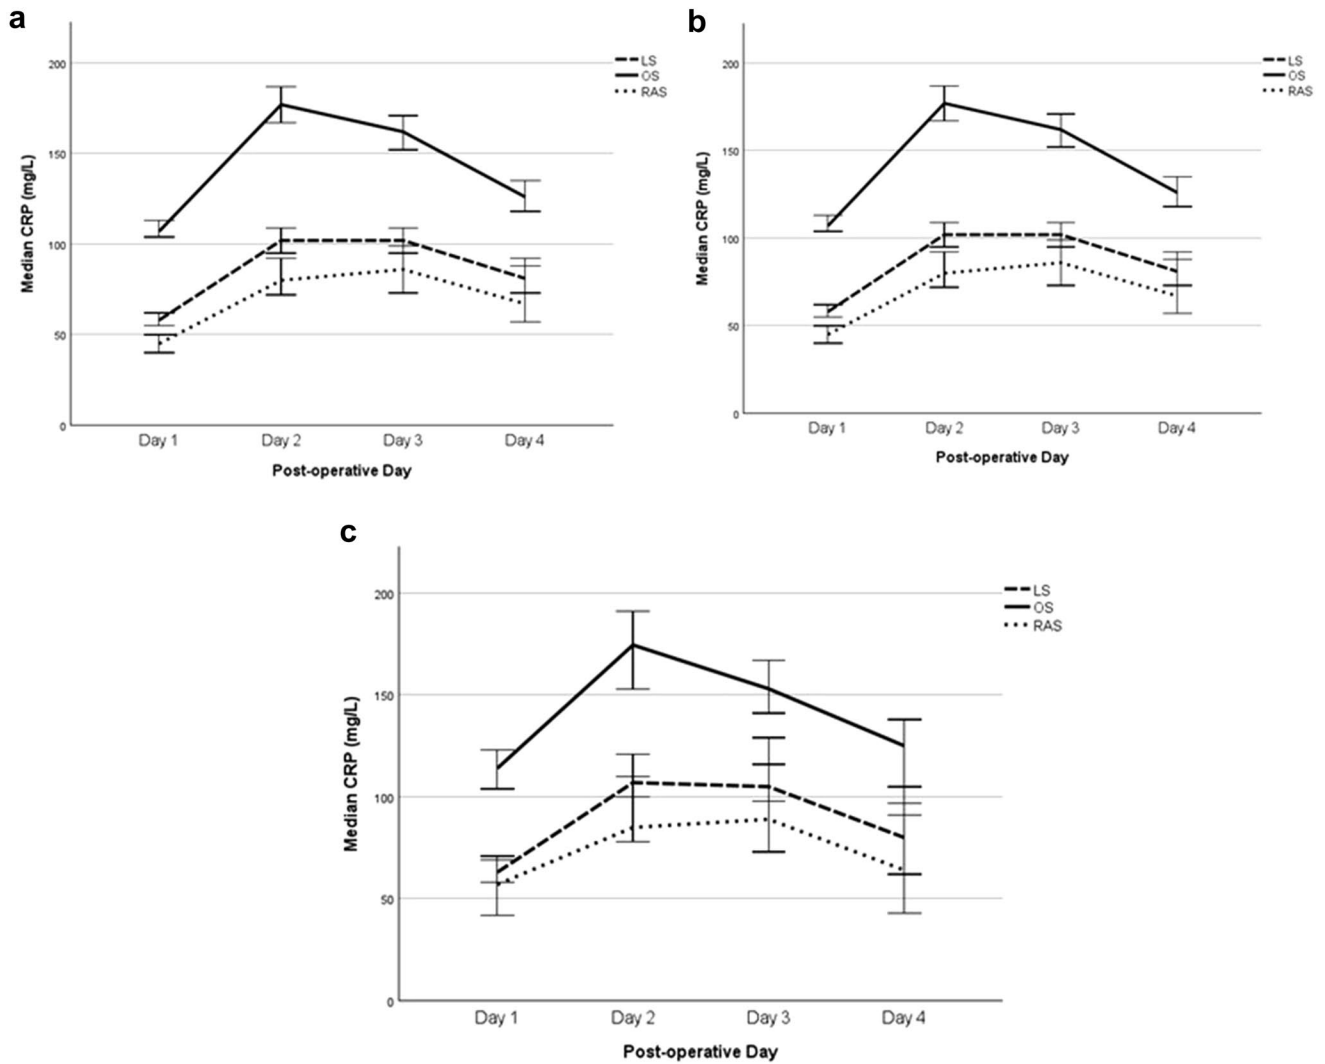 a
200
150
100
50
0
Median CRP (mg/L)
LS
OS
RAS
Day 1 Day 2 Day 3 Day 4
Post-operative Day
b
200
150
100
50
0
Median CRP (mg/L)
LS
OS
RAS
Day 1 Day 2 Day 3 Day 4
Post-operative Day
c
200
150
100
50
0
Median CRP (mg/L)
LS
OS
RAS
Day 1 Day 2 Day 3 Day 4
Post-operative Day